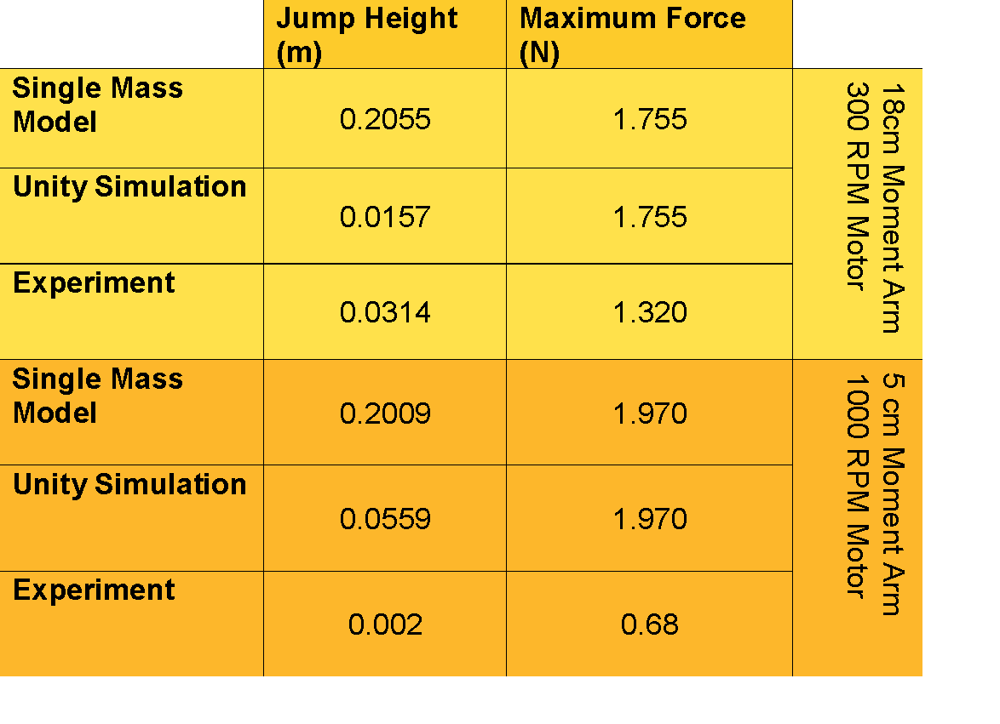 Jump Height
(m)
Maximum Force
(N)
Single Mass
Model
0.2055
1.755
Unity Simulation
0.0157
1.755
Experiment
0.0314
1.320
18cm Moment Arm
300 RPM Motor
Single Mass
Model
0.2009
1.970
Unity Simulation
0.0559
1.970
Experiment
0.002
0.68
5 cm Moment Arm
1000 RPM Motor